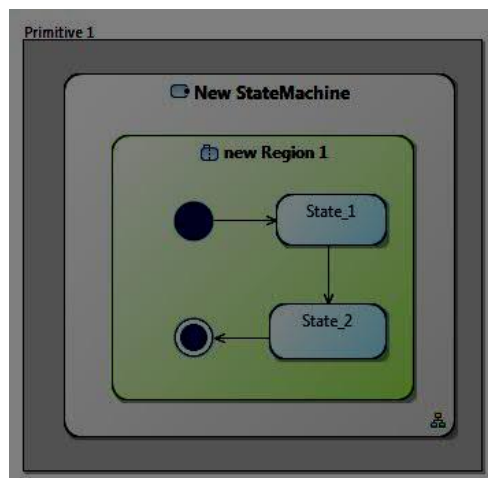 Primitive 1
New StateMachine
new Region 1
State_1
State_2